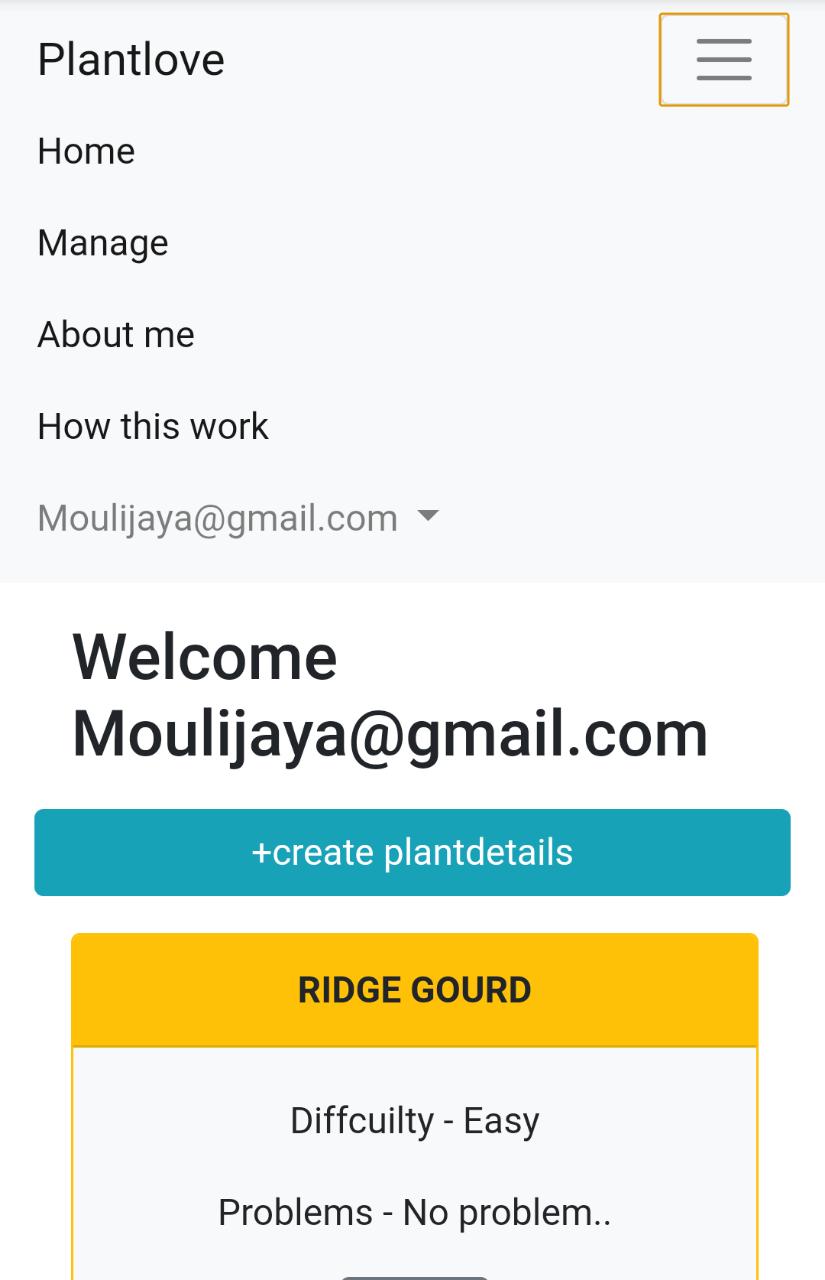 Plantlove
Home
Manage
About me
How this work
Moulijaya@gmail.com
Welcome
Moulijaya@gmail.com
+create plantdetails
RIDGE GOURD
Diffcuilty - Easy
Problems - No problem..